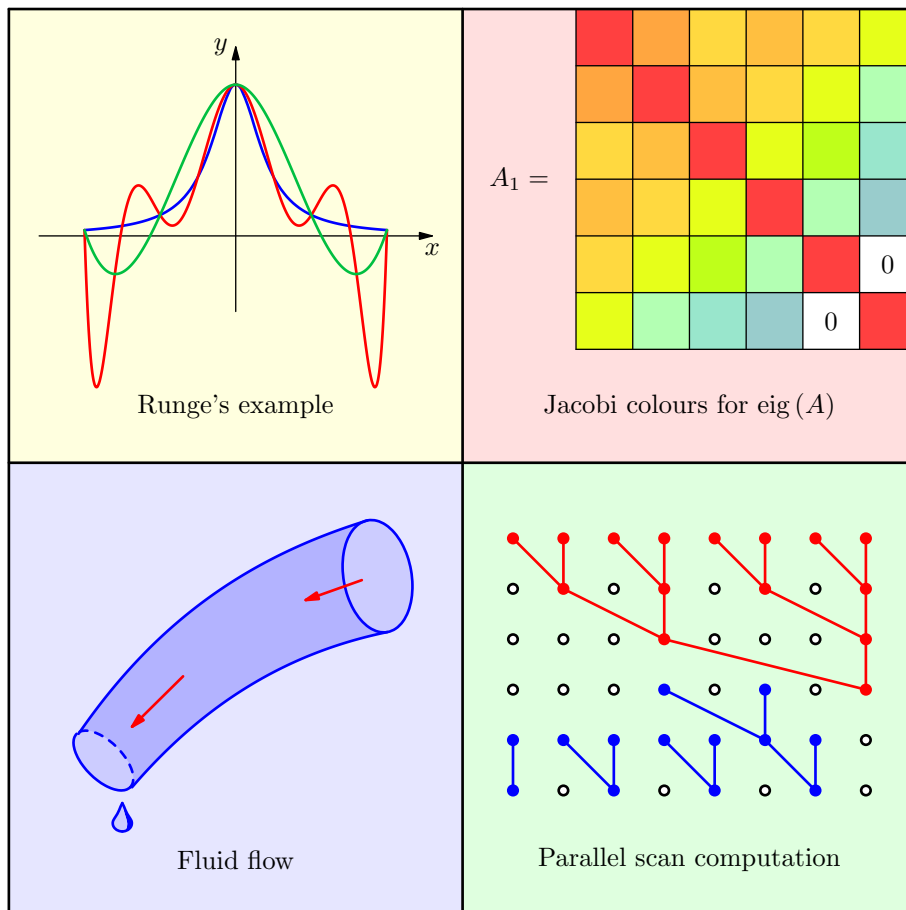 y
x
Runge's example
A₁ =
0
0
Jacobi colours for eig (A)
Fluid flow
Parallel scan computation